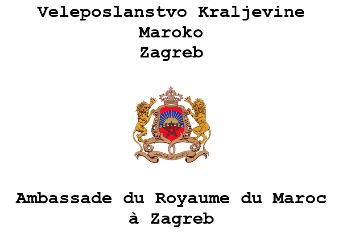 Veleposlanstvo Kraljevine
Maroko
Zagreb
Ambassade du Royaume du Maroc
à Zagreb